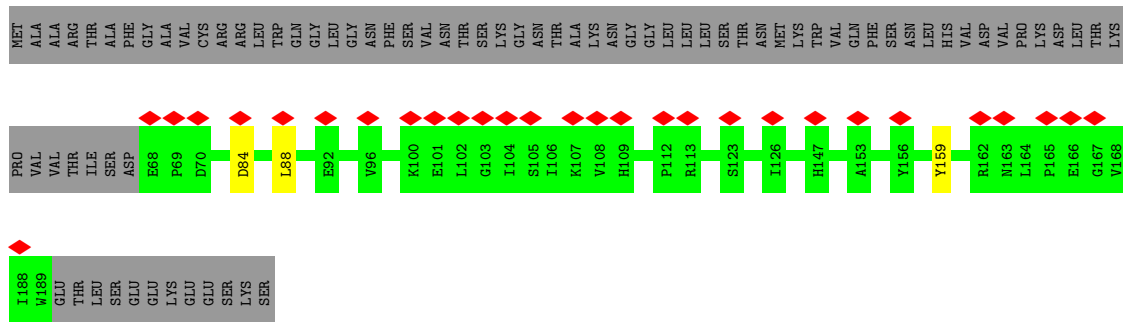 MET ALA ALA ARG THR ALA PHE GLY ALA VAL CYS ARG ARG LEU TRP GLN GLY LEU GLY ASN PHE SER VAL ASN THR SER LYS GLY ASN THR ALA LYS ASN GLY GLY LEU LEU LEU SER THR ASN MET LYS TRP VAL GLN PHE SER ASN LEU HIS VAL ASP VAL PRO LYS ASP LEU THR LYS
PRO VAL VAL THR ILE SER ASP E68 P69 D70 D84 L88 E92 V96 K100 E101 L102 G103 I104 S105 I106 K107 V108 H109 P112 R113 S123 I126 H147 A153 Y156 Y159 R162 N163 L164 P165 E166 G167 V168
I188 W189 GLU THR LEU SER GLU GLU LYS GLU GLU SER LYS SER